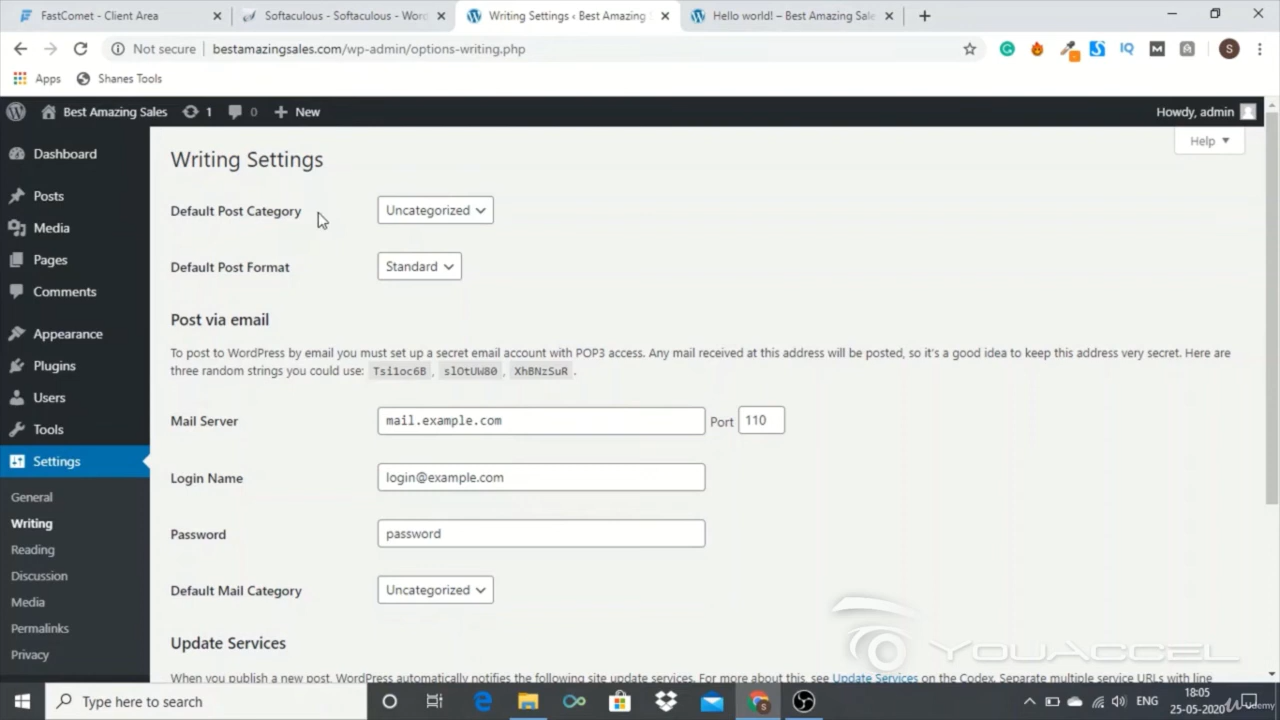 FastComet - Client Area
Softaculous - Softaculous - Wor
Writing Settings ‹ Best Amazing
Hello world! – Best Amazing Sale
Not secure
bestamazingsales.com/wp-admin/options-writing.php
IQ
M
S
Apps
Shanes Tools
Best Amazing Sales
1
0
New
Howdy, admin
Help
Dashboard
Posts
Media
Pages
Comments
Appearance
Plugins
Users
Tools
Settings
General
Writing
Reading
Discussion
Media
Permalinks
Privacy
Writing Settings
Default Post Category
Uncategorized
Default Post Format
Standard
Post via email
To post to WordPress by email you must set up a secret email account with POP3 access. Any mail received at this address will be posted, so it's a good idea to keep this address very secret. Here are
three random strings you could use: Tsi1oc6B , slOtUW80 , XhBNzSuR .
Mail Server
mail.example.com
Port 110
Login Name
login@example.com
Password
password
Default Mail Category
Uncategorized
Update Services
When you publish a new post, WordPress automatically notifies the following site update services. For more about this, see Update Services on the Codex. Separate multiple service URLs with line
YOUACCEL
Type here to search
ENG
18:05
25-05-2020
Udemy